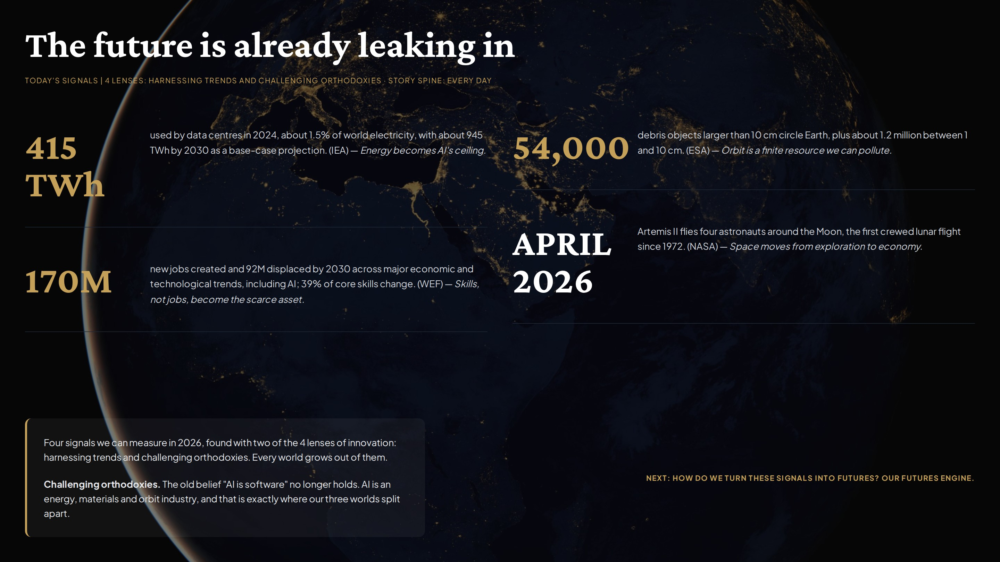 The future is already leaking in
TODAY'S SIGNALS | 4 LENSES: HARNESSING TRENDS AND CHALLENGING ORTHODOXIES · STORY SPINE: EVERY DAY
415
TWh
used by data centres in 2024, about 1.5% of world electricity, with about 945
TWh by 2030 as a base-case projection. (IEA) — Energy becomes AI's ceiling.
170M
new jobs created and 92M displaced by 2030 across major economic and
technological trends, including AI; 39% of core skills change. (WEF) — Skills,
not jobs, become the scarce asset.
54,000
debris objects larger than 10 cm circle Earth, plus about 1.2 million between 1
and 10 cm. (ESA) — Orbit is a finite resource we can pollute.
APRIL
2026
Artemis II flies four astronauts around the Moon, the first crewed lunar flight
since 1972. (NASA) — Space moves from exploration to economy.
Four signals we can measure in 2026, found with two of the 4 lenses of innovation:
harnessing trends and challenging orthodoxies. Every world grows out of them.
Challenging orthodoxies. The old belief "AI is software" no longer holds. AI is an
energy, materials and orbit industry, and that is exactly where our three worlds split
apart.
NEXT: HOW DO WE TURN THESE SIGNALS INTO FUTURES? OUR FUTURES ENGINE.